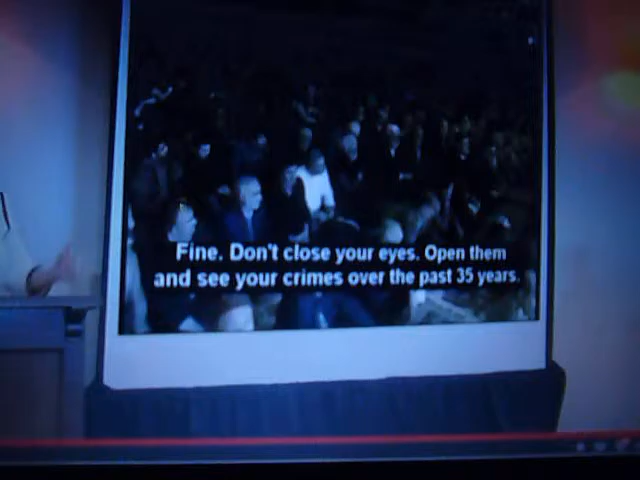 Fine. Don't close your eyes. Open them
and see your crimes over the past 35 years.